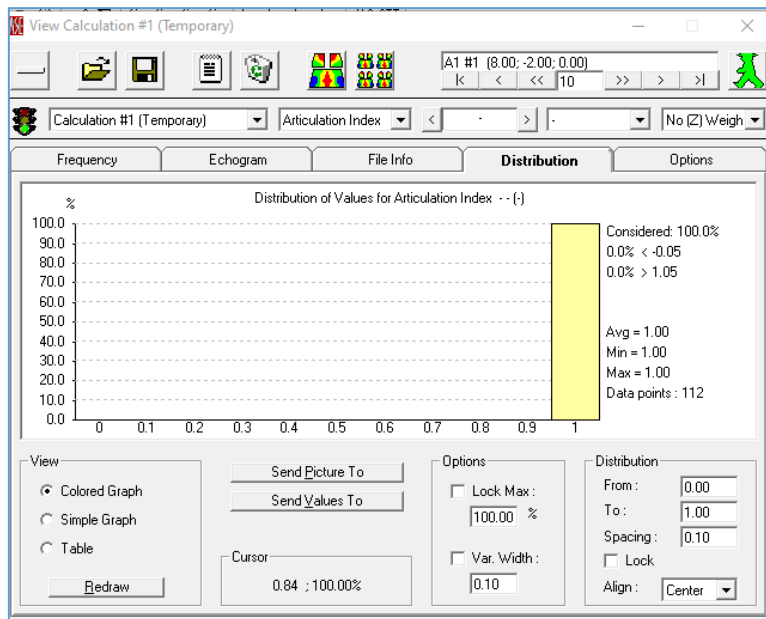 View Calculation #1 (Temporary)
A1 #1 (8.00; -2.00; 0.00)
|< < << 10 >> > >|
Calculation #1 (Temporary) Articulation Index < - > - No (Z) Weigh
Frequency Echogram File Info Distribution Options
% Distribution of Values for Articulation Index - - (-)
100.0
90.0
80.0
70.0
60.0
50.0
40.0
30.0
20.0
10.0
0.0
0 0.1 0.2 0.3 0.4 0.5 0.6 0.7 0.8 0.9 1
Considered: 100.0%
0.0% < -0.05
0.0% > 1.05
Avg = 1.00
Min = 1.00
Max = 1.00
Data points : 112
View
Colored Graph
Simple Graph
Table
Redraw
Send Picture To
Send Values To
Cursor
0.84 ; 100.00%
Options
Lock Max :
100.00 %
Var. Width :
0.10
Distribution
From : 0.00
To : 1.00
Spacing : 0.10
Lock
Align : Center